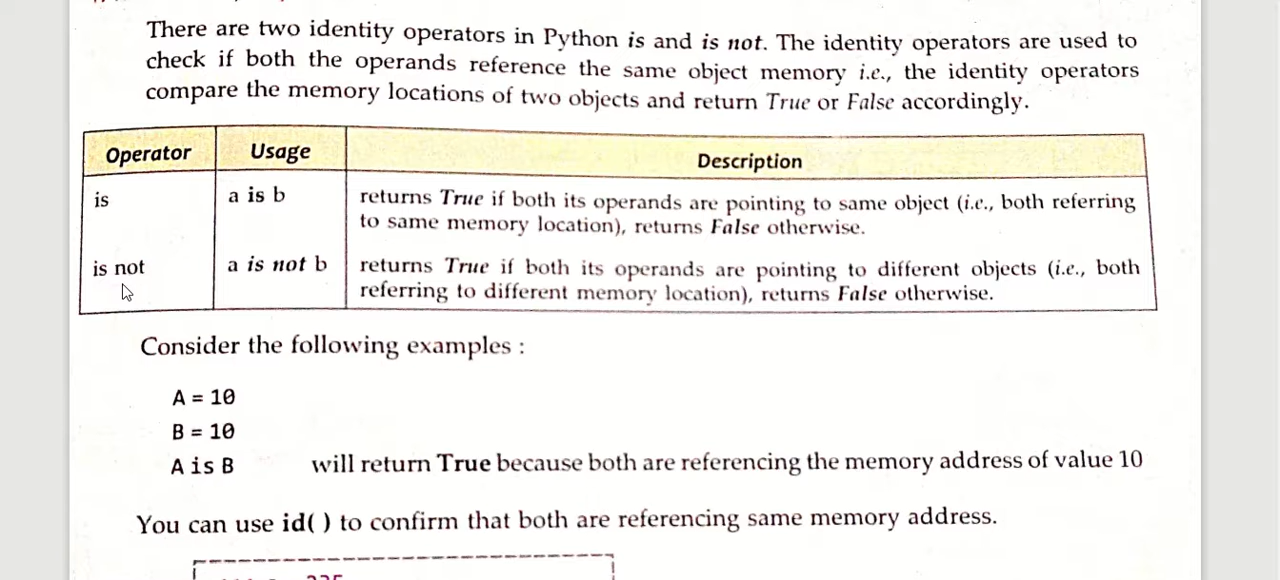 There are two identity operators in Python is and is not. The identity operators are used to
check if both the operands reference the same object memory i.e., the identity operators
compare the memory locations of two objects and return True or False accordingly.
Operator Usage Description
is a is b returns True if both its operands are pointing to same object (i.e., both referring
to same memory location), returns False otherwise.
is not a is not b returns True if both its operands are pointing to different objects (i.e., both
referring to different memory location), returns False otherwise.
Consider the following examples :
A = 10
B = 10
A is B will return True because both are referencing the memory address of value 10
You can use id( ) to confirm that both are referencing same memory address.